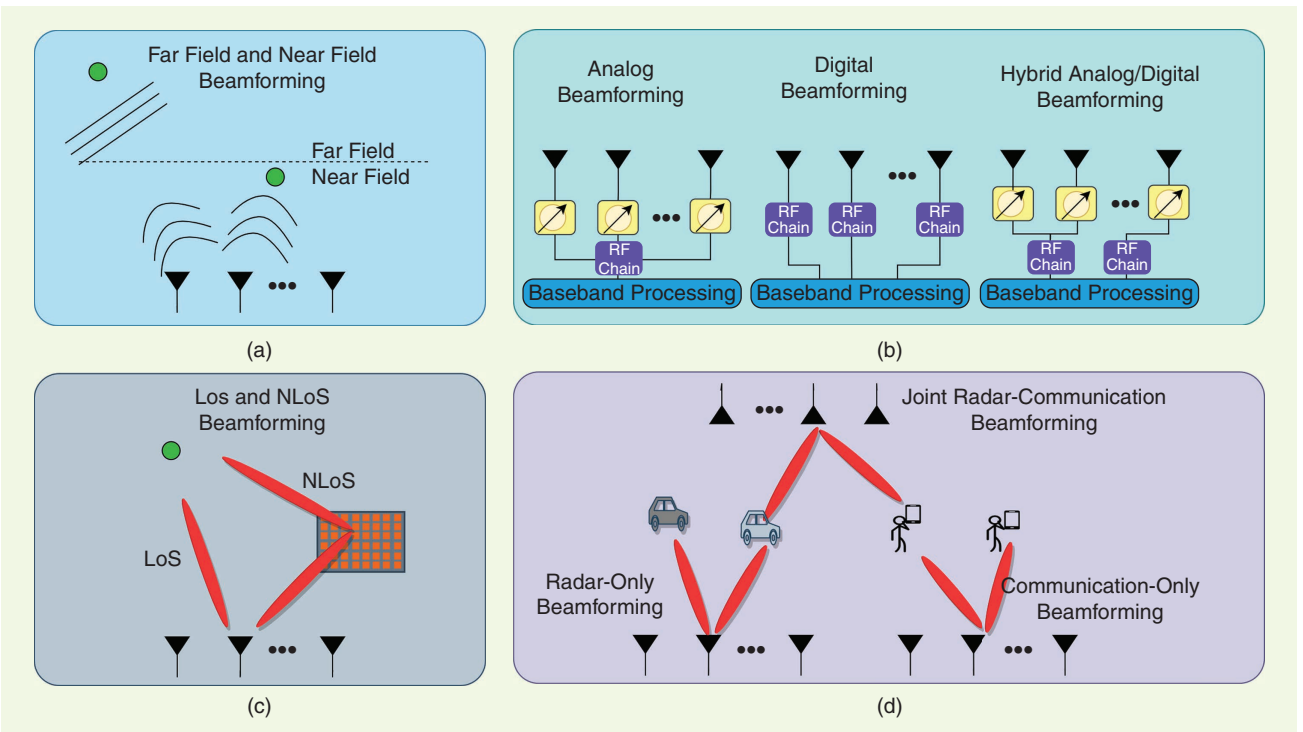 Far Field and Near Field
Beamforming
Far Field
Near Field
(a)
Analog
Beamforming
Digital
Beamforming
Hybrid Analog/Digital
Beamforming
RF
Chain
RF
Chain
RF
Chain
RF
Chain
RF
Chain
RF
Chain
Baseband Processing
Baseband Processing
Baseband Processing
(b)
Los and NLoS
Beamforming
NLoS
LoS
(c)
Joint Radar-Communication
Beamforming
Radar-Only
Beamforming
Communication-Only
Beamforming
(d)